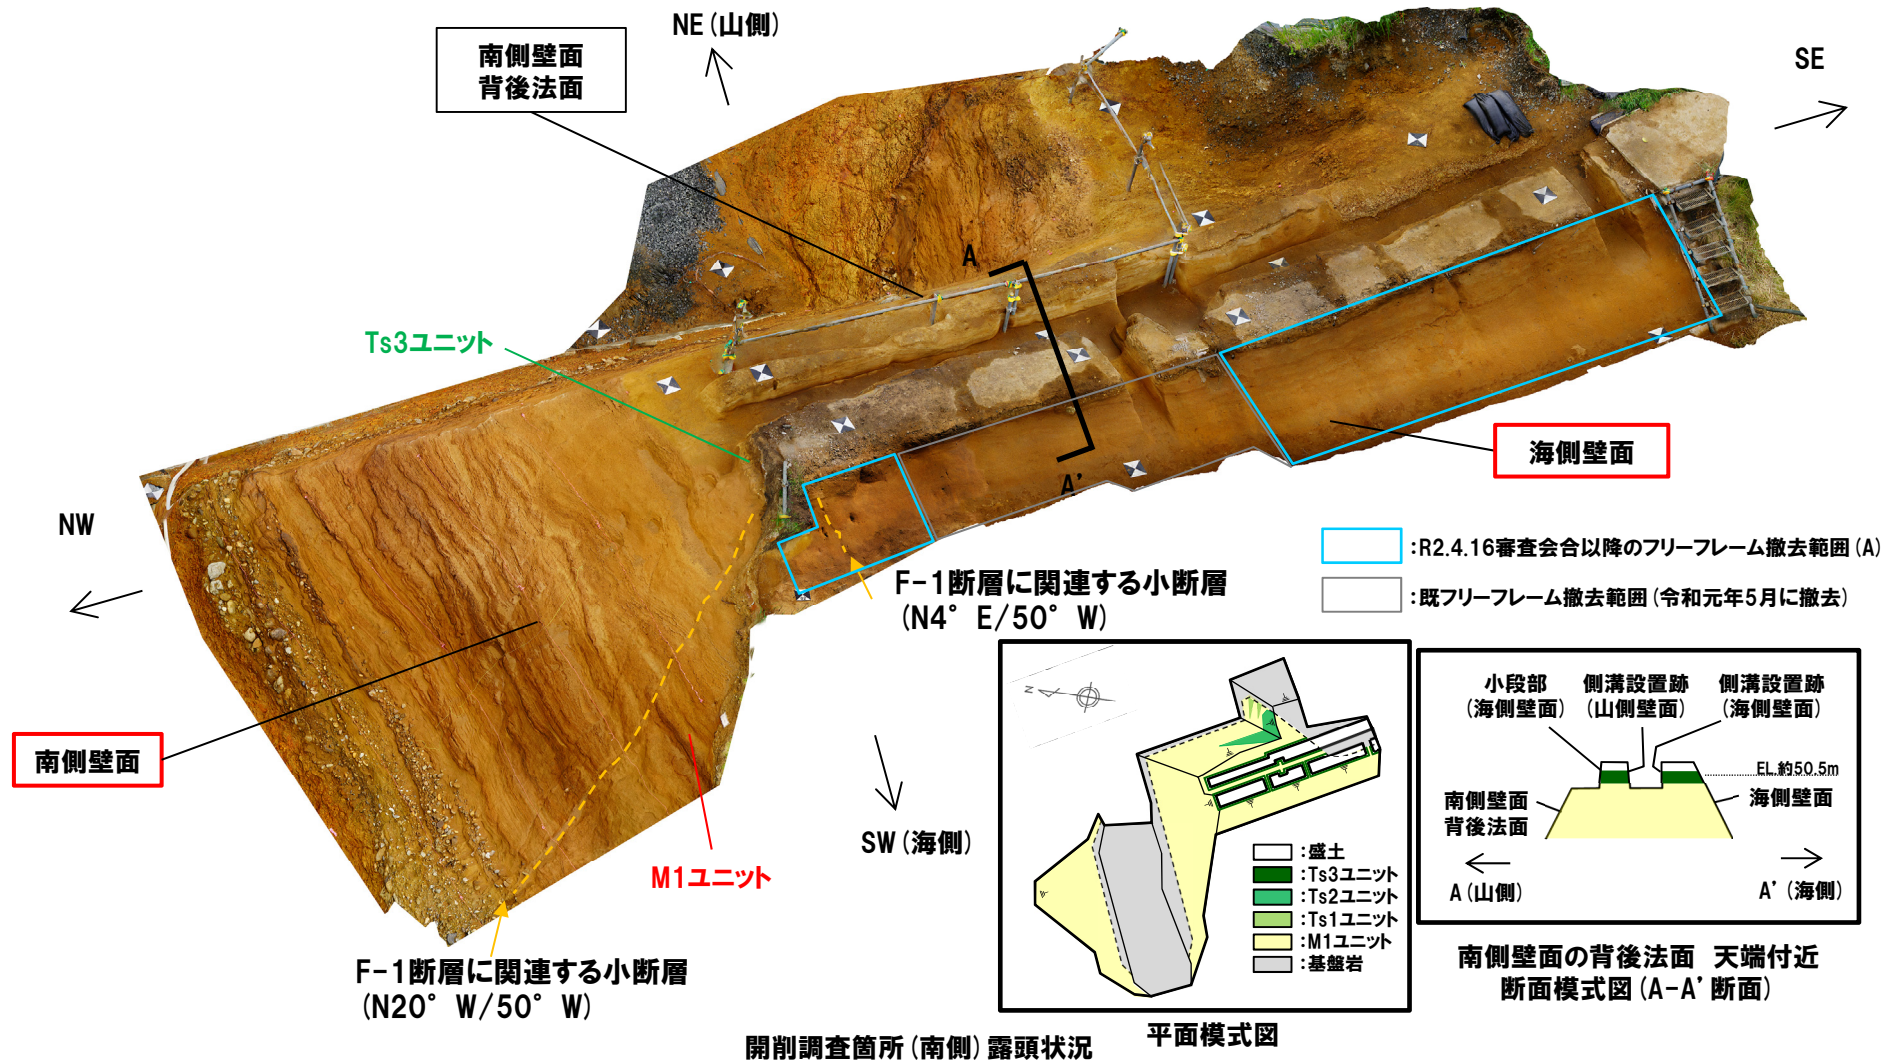 NE(山側)
南側壁面
背後法面
SE
A
Ts3ユニット
海側壁面
A’
NW
:R2.4.16審査会合以降のフリーフレーム撤去範囲(A)
:既フリーフレーム撤去範囲(令和元年5月に撤去)
F-1断層に関連する小断層
(N4° E/50° W)
南側壁面
SW(海側)
M1ユニット
F-1断層に関連する小断層
(N20° W/50° W)
N
:盛土
:Ts3ユニット
:Ts2ユニット
:Ts1ユニット
:M1ユニット
:基盤岩
平面模式図
小段部
(海側壁面)
側溝設置跡
(山側壁面)
側溝設置跡
(海側壁面)
EL.約50.5m
南側壁面
背後法面
海側壁面
A(山側)
A’(海側)
南側壁面の背後法面 天端付近
断面模式図(A-A’断面)
開削調査箇所(南側)露頭状況